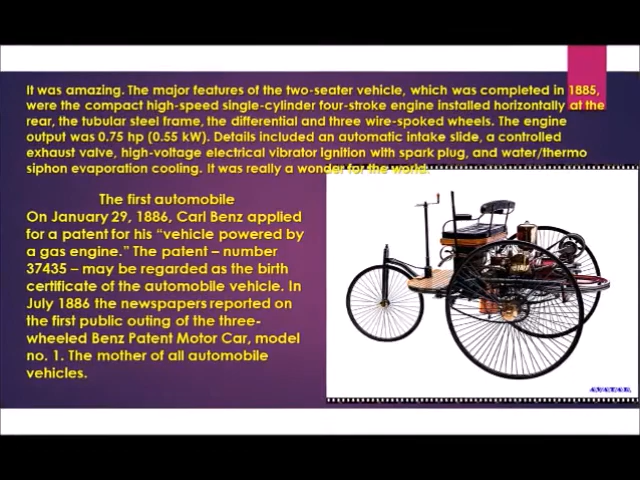 It was amazing. The major features of the two-seater vehicle, which was completed in 1885,
were the compact high-speed single-cylinder four-stroke engine installed horizontally at the
rear, the tubular steel frame, the differential and three wire-spoked wheels. The engine
output was 0.75 hp (0.55 kW). Details included an automatic intake slide, a controlled
exhaust valve, high-voltage electrical vibrator ignition with spark plug, and water/thermo
siphon evaporation cooling. It was really a wonder for the world.
The first automobile
On January 29, 1886, Carl Benz applied
for a patent for his “vehicle powered by
a gas engine.” The patent – number
37435 – may be regarded as the birth
certificate of the automobile vehicle. In
July 1886 the newspapers reported on
the first public outing of the three-
wheeled Benz Patent Motor Car, model
no. 1. The mother of all automobile
vehicles.
AVATAR.